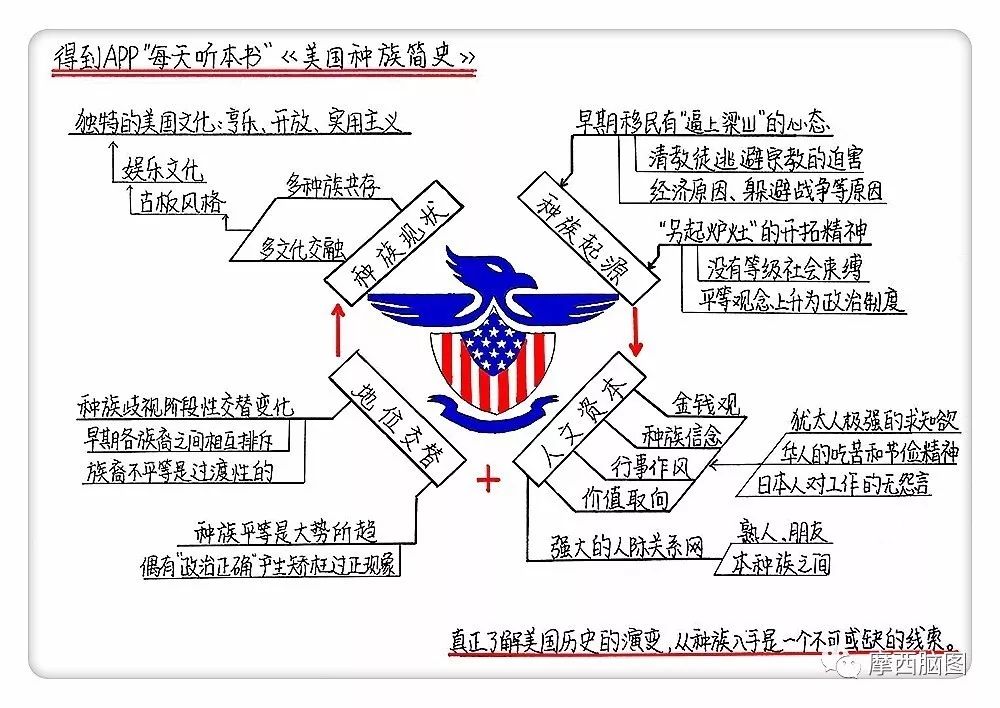 得到APP“每天听本书”《美国种族简史》
独特的美国文化:亨乐、开放、实用主义
娱乐文化
古板风格
多种族共存
多文化交融
种族现状
早期移民有“逼上梁山”的心态
清教徒逃避宗教的迫害
经济原因、躲避战争等原因
“另起炉灶”的开拓精神
没有等级社会束缚
平等观念上升为政治制度
种族起源
种族歧视阶段性交替变化
早期各族裔之间相互排斥
族裔不平等是过渡性的
地位交替
种族平等是大势所趋
偶有“政治正确”产生矫枉过正现象
+
人文资本
金钱观
种族信念
行事作风
价值取向
犹太人极强的求知欲
华人的吃苦和节俭精神
日本人对工作的无怨言
强大的人际关系网
熟人、朋友
本种族之间
真正了解美国历史的演变,从种族入手是一个不可或缺的线索。
摩西脑图